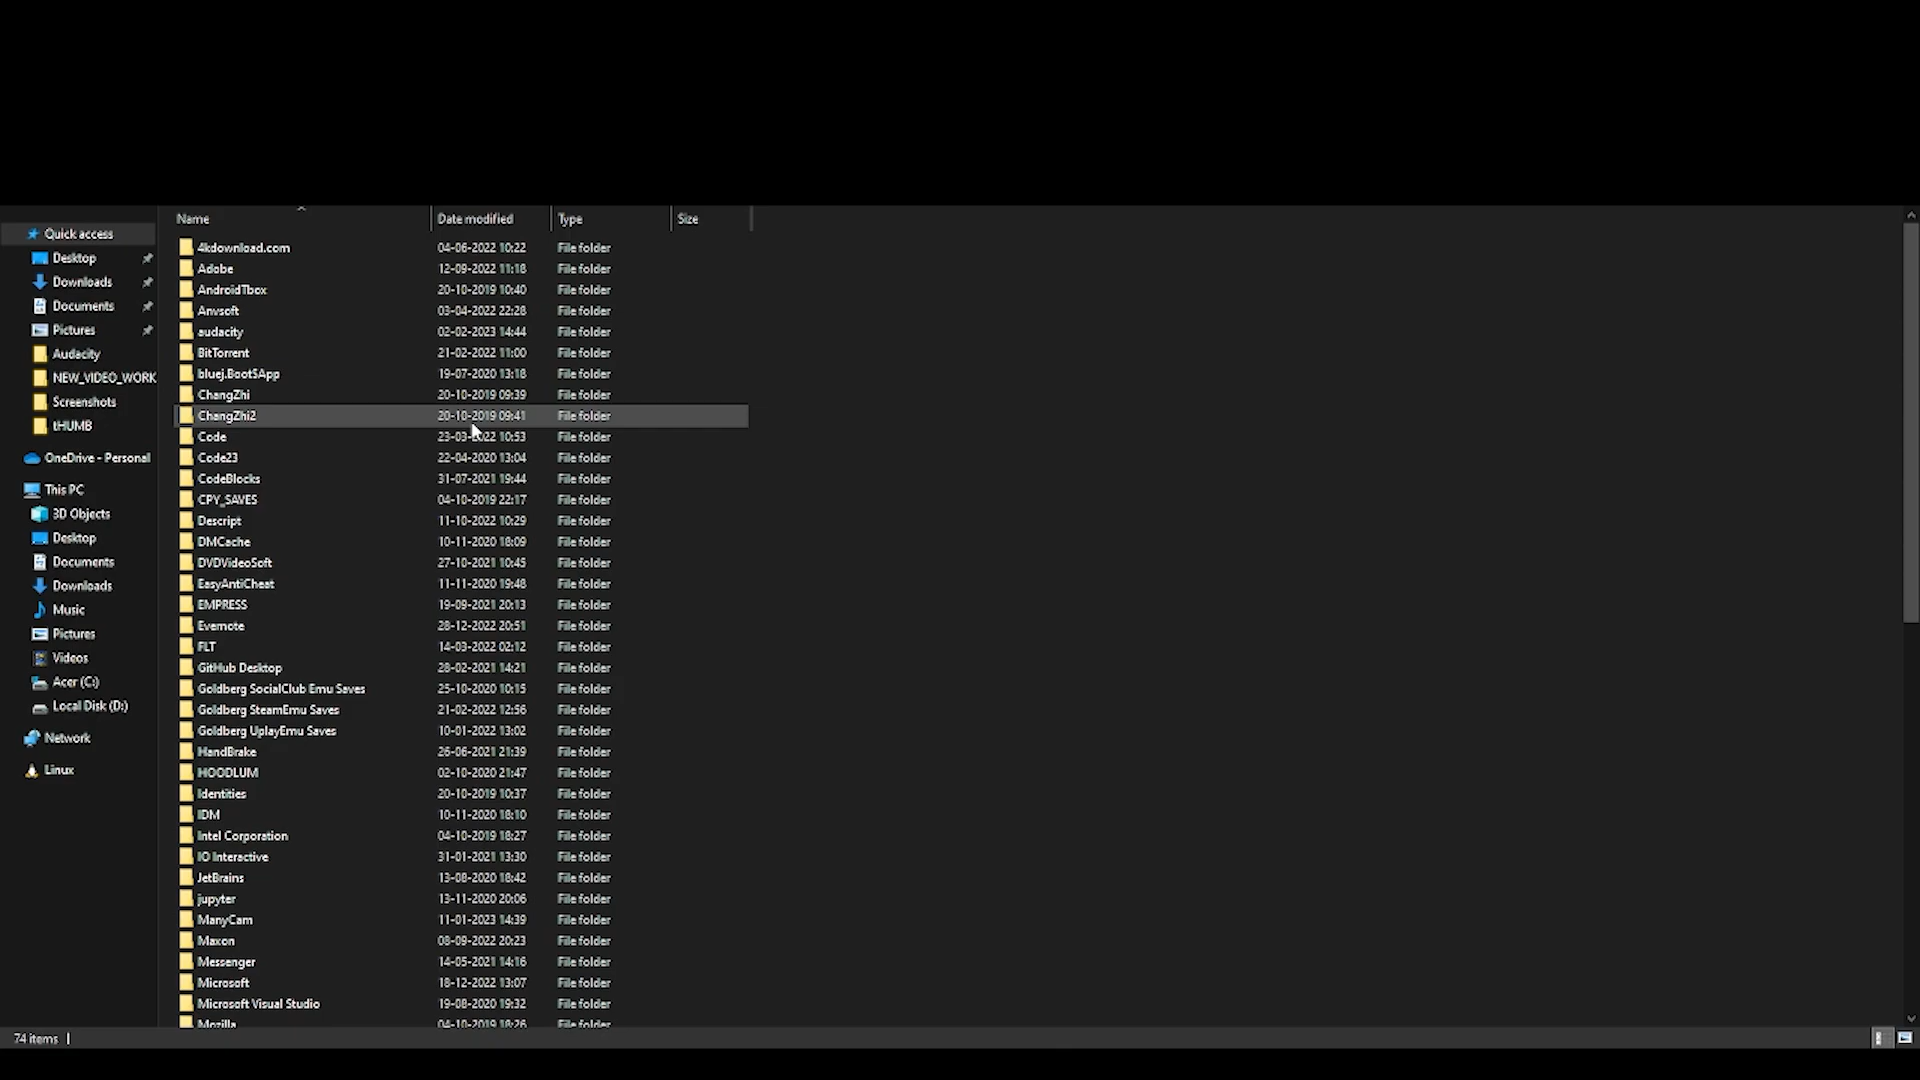 Name Date modified Type Size
Quick access
Desktop
Downloads
Documents
Pictures
Audacity
NEW_VIDEO_WORK
Screenshots
tHUMB
OneDrive - Personal
This PC
3D Objects
Desktop
Documents
Downloads
Music
Pictures
Videos
Acer (C:)
Local Disk (D:)
Network
Linux
4kdownload.com 04-06-2022 10:22 File folder
Adobe 12-09-2022 11:18 File folder
AndroidTbox 20-10-2019 10:40 File folder
Anvsoft 03-04-2022 22:28 File folder
audacity 02-02-2023 14:44 File folder
BitTorrent 21-02-2022 11:00 File folder
bluej.Boot$App 19-07-2020 13:18 File folder
ChangZhi 20-10-2019 09:39 File folder
ChangZhi2 20-10-2019 09:41 File folder
Code 23-03-2022 10:53 File folder
Code23 22-04-2020 13:04 File folder
CodeBlocks 31-07-2021 19:44 File folder
CPY_SAVES 04-10-2019 22:17 File folder
Descript 11-10-2022 10:29 File folder
DMCache 10-11-2020 18:09 File folder
DVDVideoSoft 27-10-2021 10:45 File folder
EasyAntiCheat 11-11-2020 19:48 File folder
EMPRESS 19-09-2021 20:13 File folder
Evernote 28-12-2022 20:51 File folder
FLT 14-03-2022 02:12 File folder
GitHub Desktop 28-02-2021 14:21 File folder
Goldberg SocialClub Emu Saves 25-10-2020 10:15 File folder
Goldberg SteamEmu Saves 21-02-2022 12:56 File folder
Goldberg UplayEmu Saves 10-01-2022 13:02 File folder
HandBrake 26-06-2021 21:39 File folder
HOODLUM 02-10-2020 21:47 File folder
Identities 20-10-2019 10:37 File folder
IDM 10-11-2020 18:10 File folder
Intel Corporation 04-10-2019 18:27 File folder
IO Interactive 31-01-2021 13:30 File folder
JetBrains 13-08-2020 18:42 File folder
jupyter 13-11-2020 20:06 File folder
ManyCam 11-01-2023 14:39 File folder
Maxon 08-09-2022 20:23 File folder
Messenger 14-05-2021 14:16 File folder
Microsoft 18-12-2022 13:07 File folder
Microsoft Visual Studio 19-08-2020 19:32 File folder
Mozilla 04-10-2019 18:26 File folder
74 items